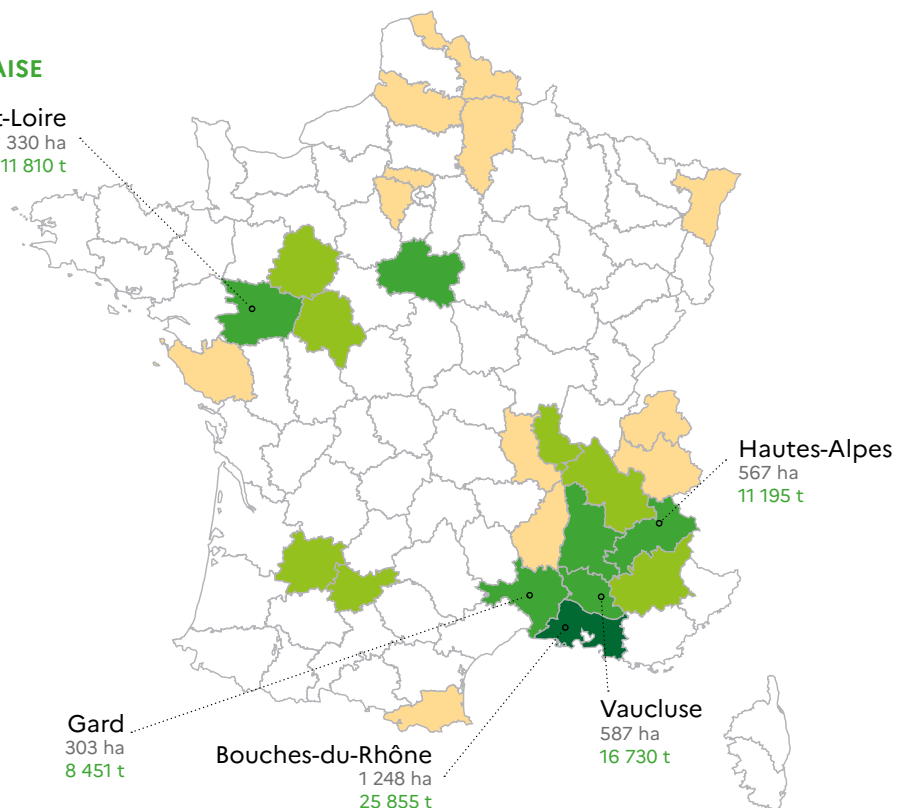 AISE
t-Loire
330 ha
11 810 t
Hautes-Alpes
567 ha
11 195 t
Gard
303 ha
8 451 t
Bouches-du-Rhône
1 248 ha
25 855 t
Vaucluse
587 ha
16 730 t